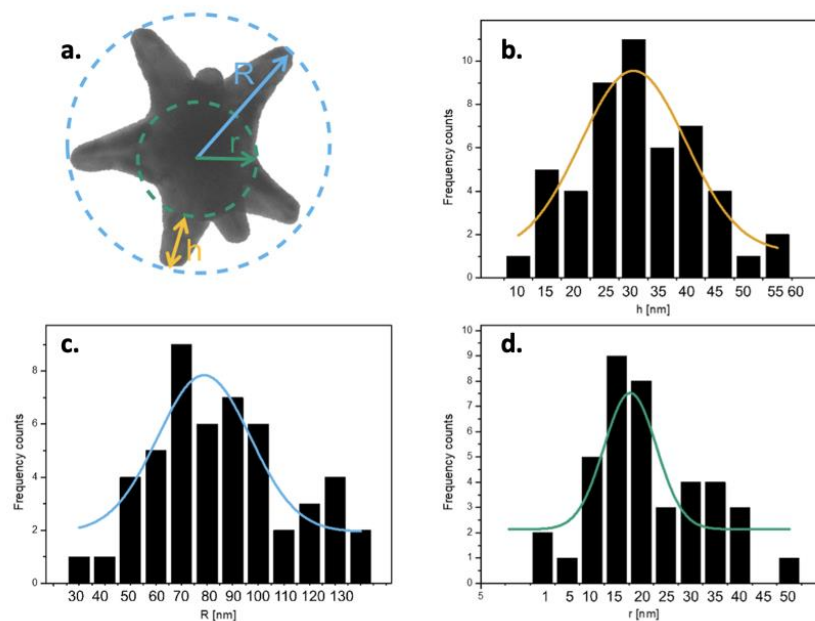 a.
R
r
h
b.
Frequency counts
10
8
6
4
2
0
10 15 20 25 30 35 40 45 50 55 60
h [nm]
c.
Frequency counts
8
6
4
2
0
30 40 50 60 70 80 90 100 110 120 130
R [nm]
d.
Frequency counts
10
9
8
7
6
5
4
3
2
1
0
5 1 5 10 15 20 25 30 35 40 45 50
r [nm]